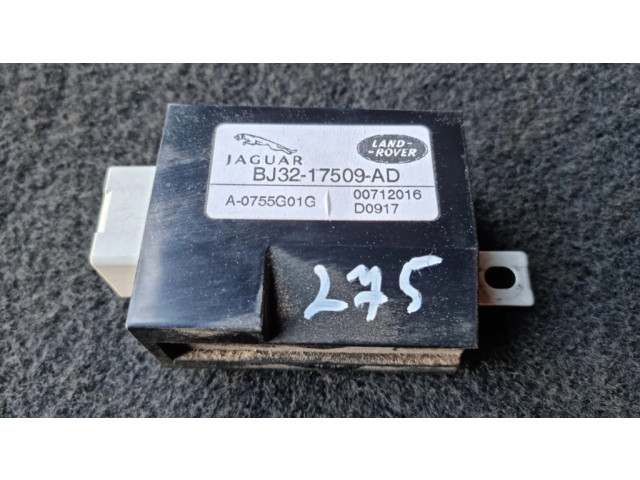 JAGUAR
LAND-
-ROVER
BJ32-17509-AD
A-0755G01G
00712016
D0917
275